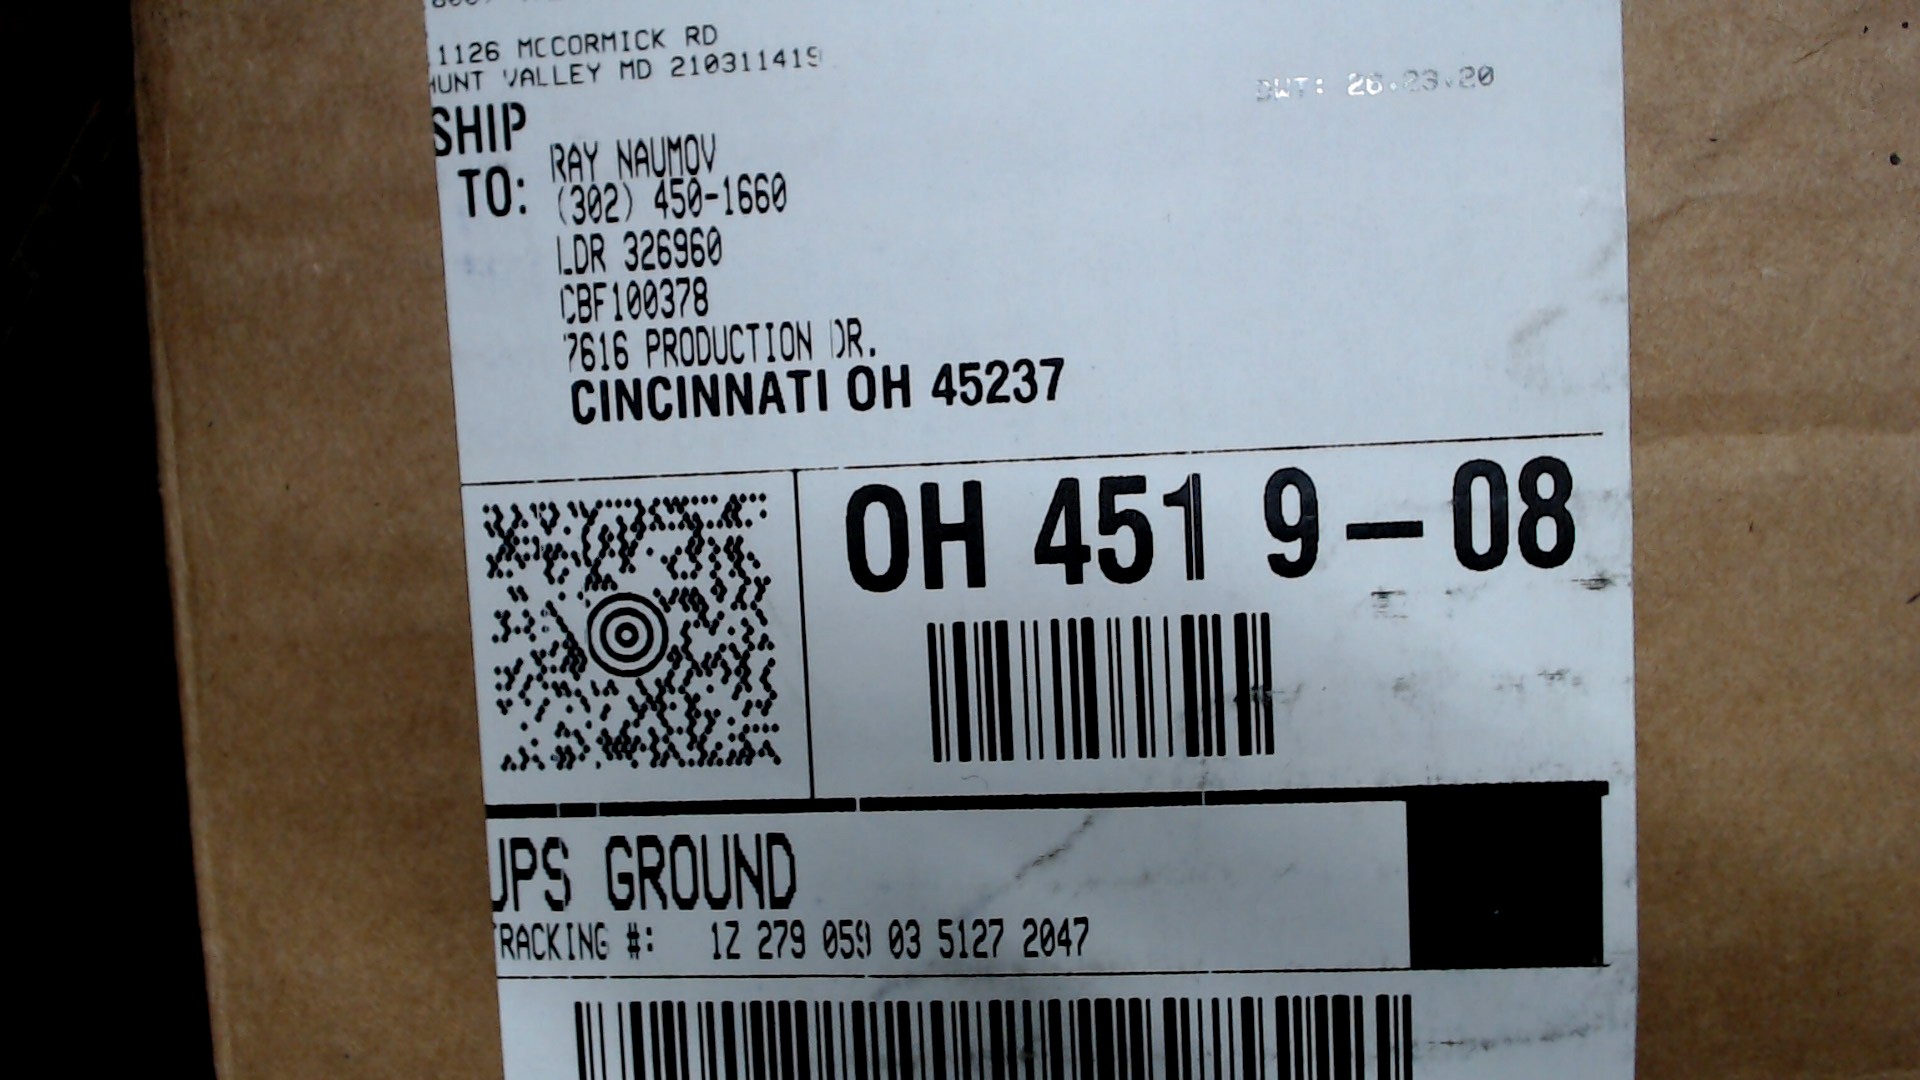 1126 MCCORMICK RD
HUNT VALLEY MD 210311419
DWT: 26.23.20
SHIP TO:
RAY NAUMOV
(302) 450-1660
LDR 326960
CBF100378
7616 PRODUCTION DR.
CINCINNATI OH 45237
OH 451 9-08
UPS GROUND
TRACKING #: 1Z 279 059 03 5127 2047